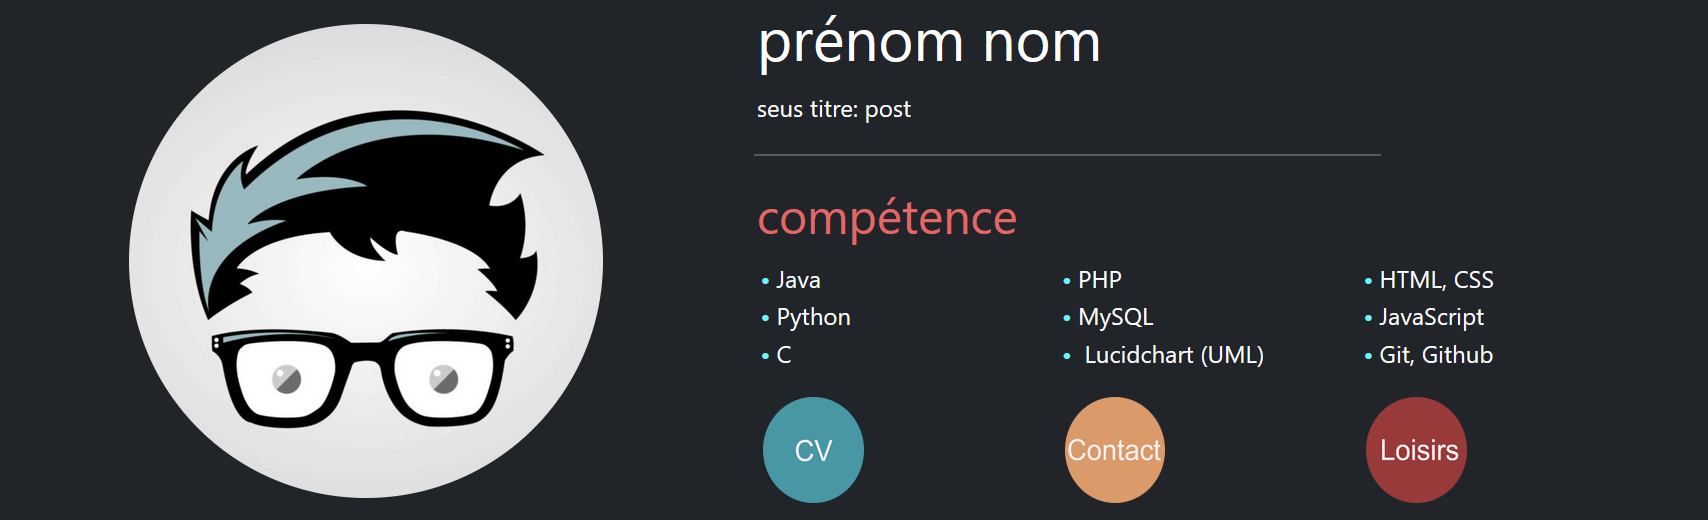 prénom nom
seus titre: post
compétence
• Java
• Python
• C
• PHP
• MySQL
• Lucidchart (UML)
• HTML, CSS
• JavaScript
• Git, Github
CV
Contact
Loisirs